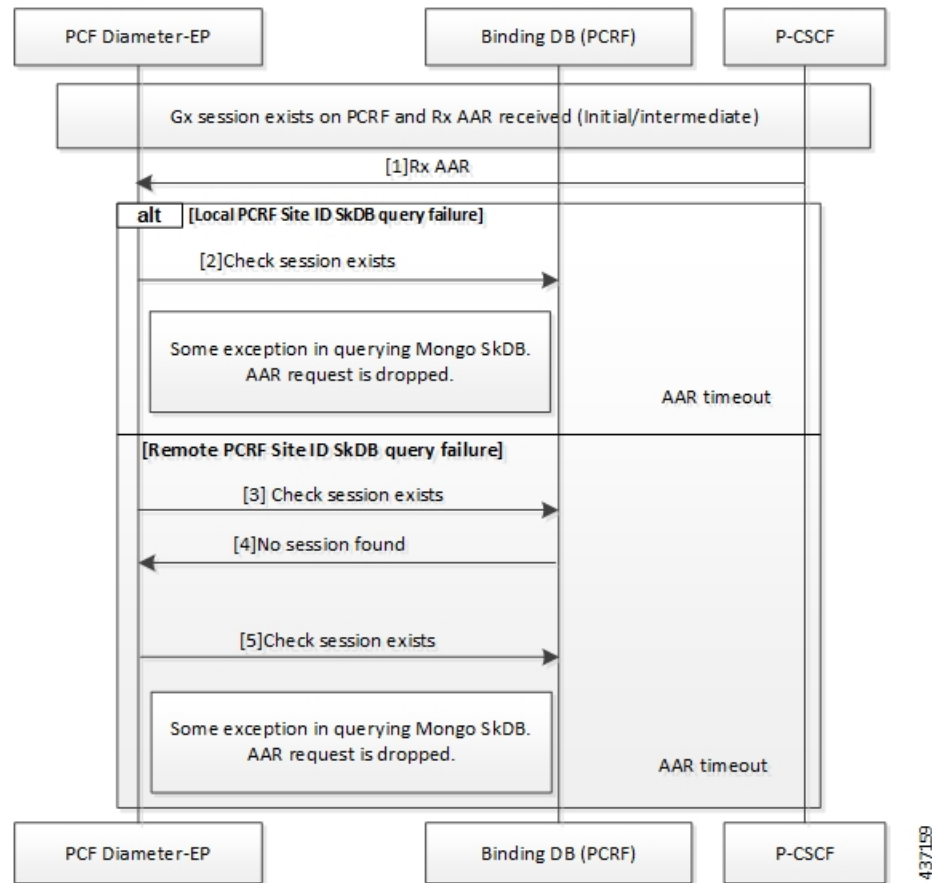 PCF Diameter-EP
Binding DB (PCRF)
P-CSCF
Gx session exists on PCRF and Rx AAR received (Initial/intermediate)
[1]Rx AAR
alt [Local PCRF Site ID SkDB query failure]
[2]Check session exists
Some exception in querying Mongo SkDB.
AAR request is dropped.
AAR timeout
[Remote PCRF Site ID SkDB query failure]
[3] Check session exists
[4]No session found
[5]Check session exists
Some exception in querying Mongo SkDB.
AAR request is dropped.
AAR timeout
PCF Diameter-EP
Binding DB (PCRF)
P-CSCF
437159